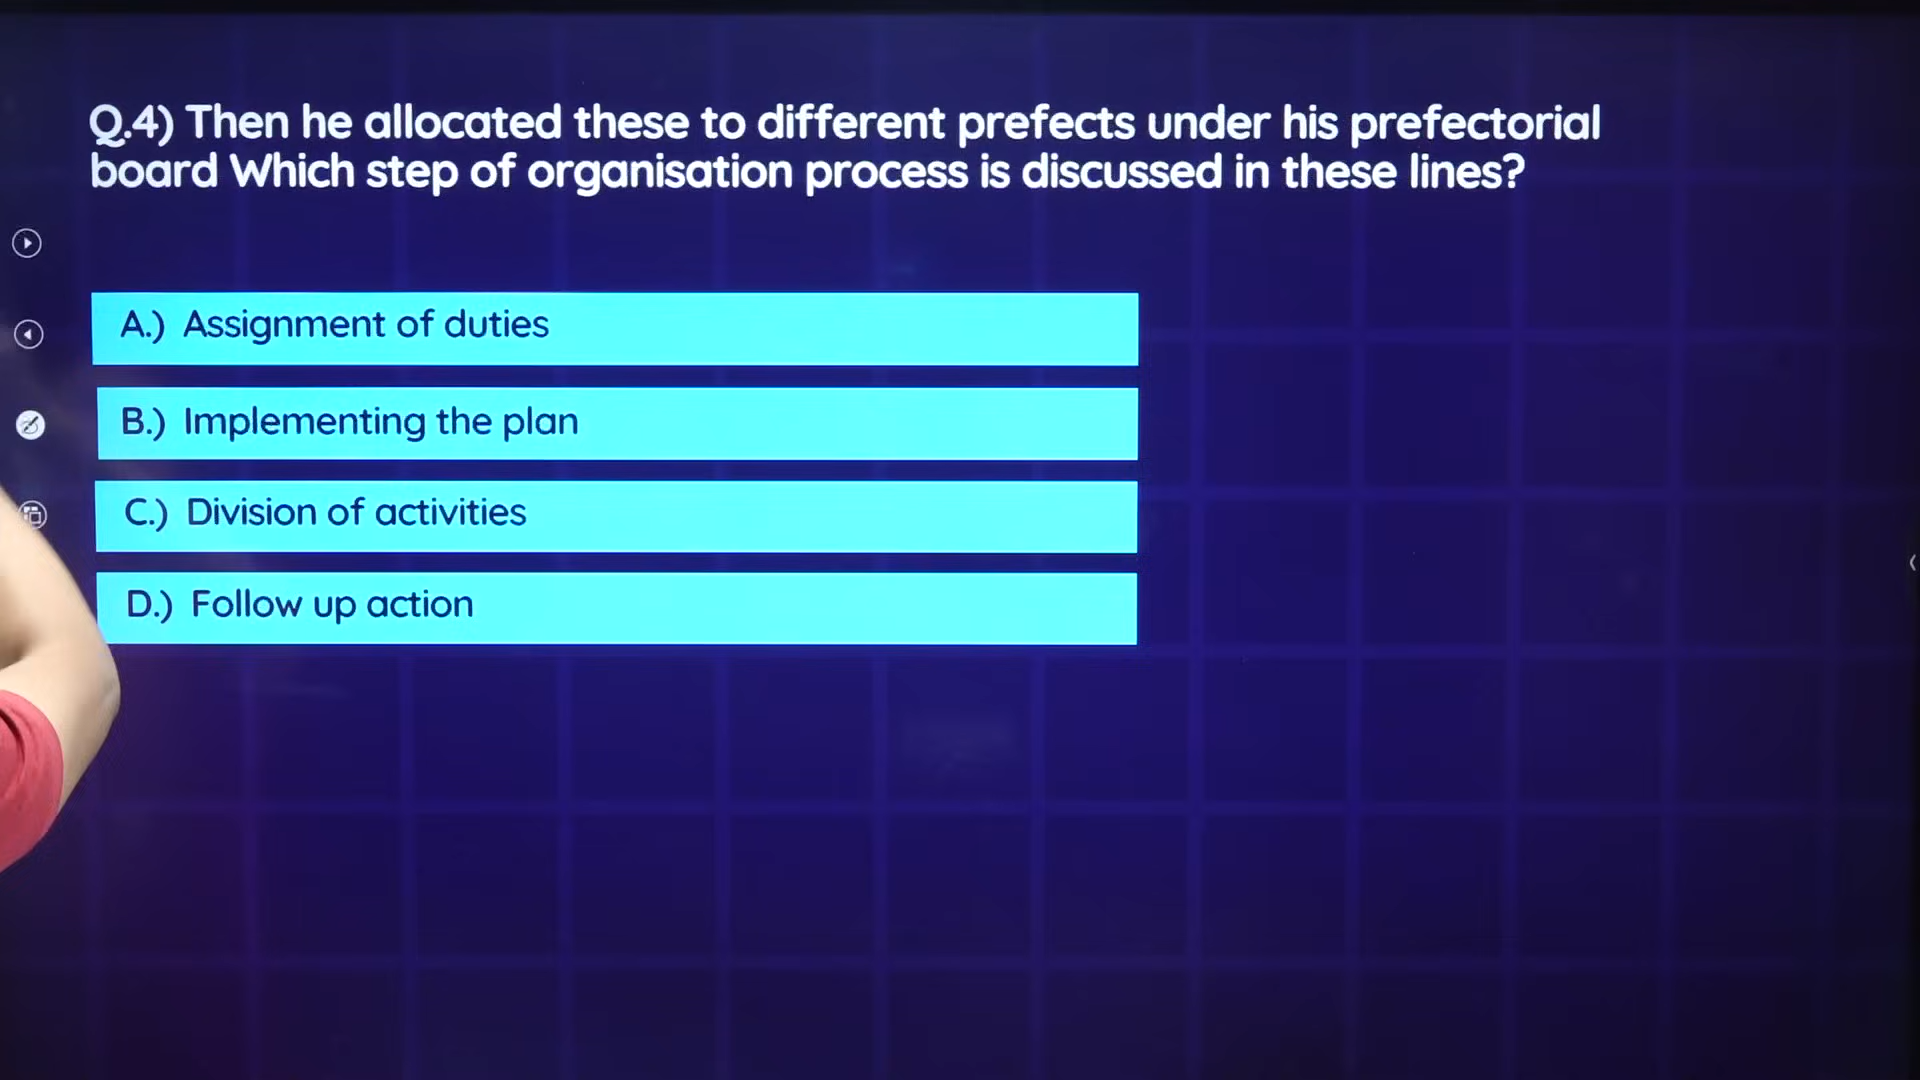 Q.4) Then he allocated these to different prefects under his prefectorial
board Which step of organisation process is discussed in these lines?
A.) Assignment of duties
B.) Implementing the plan
C.) Division of activities
D.) Follow up action